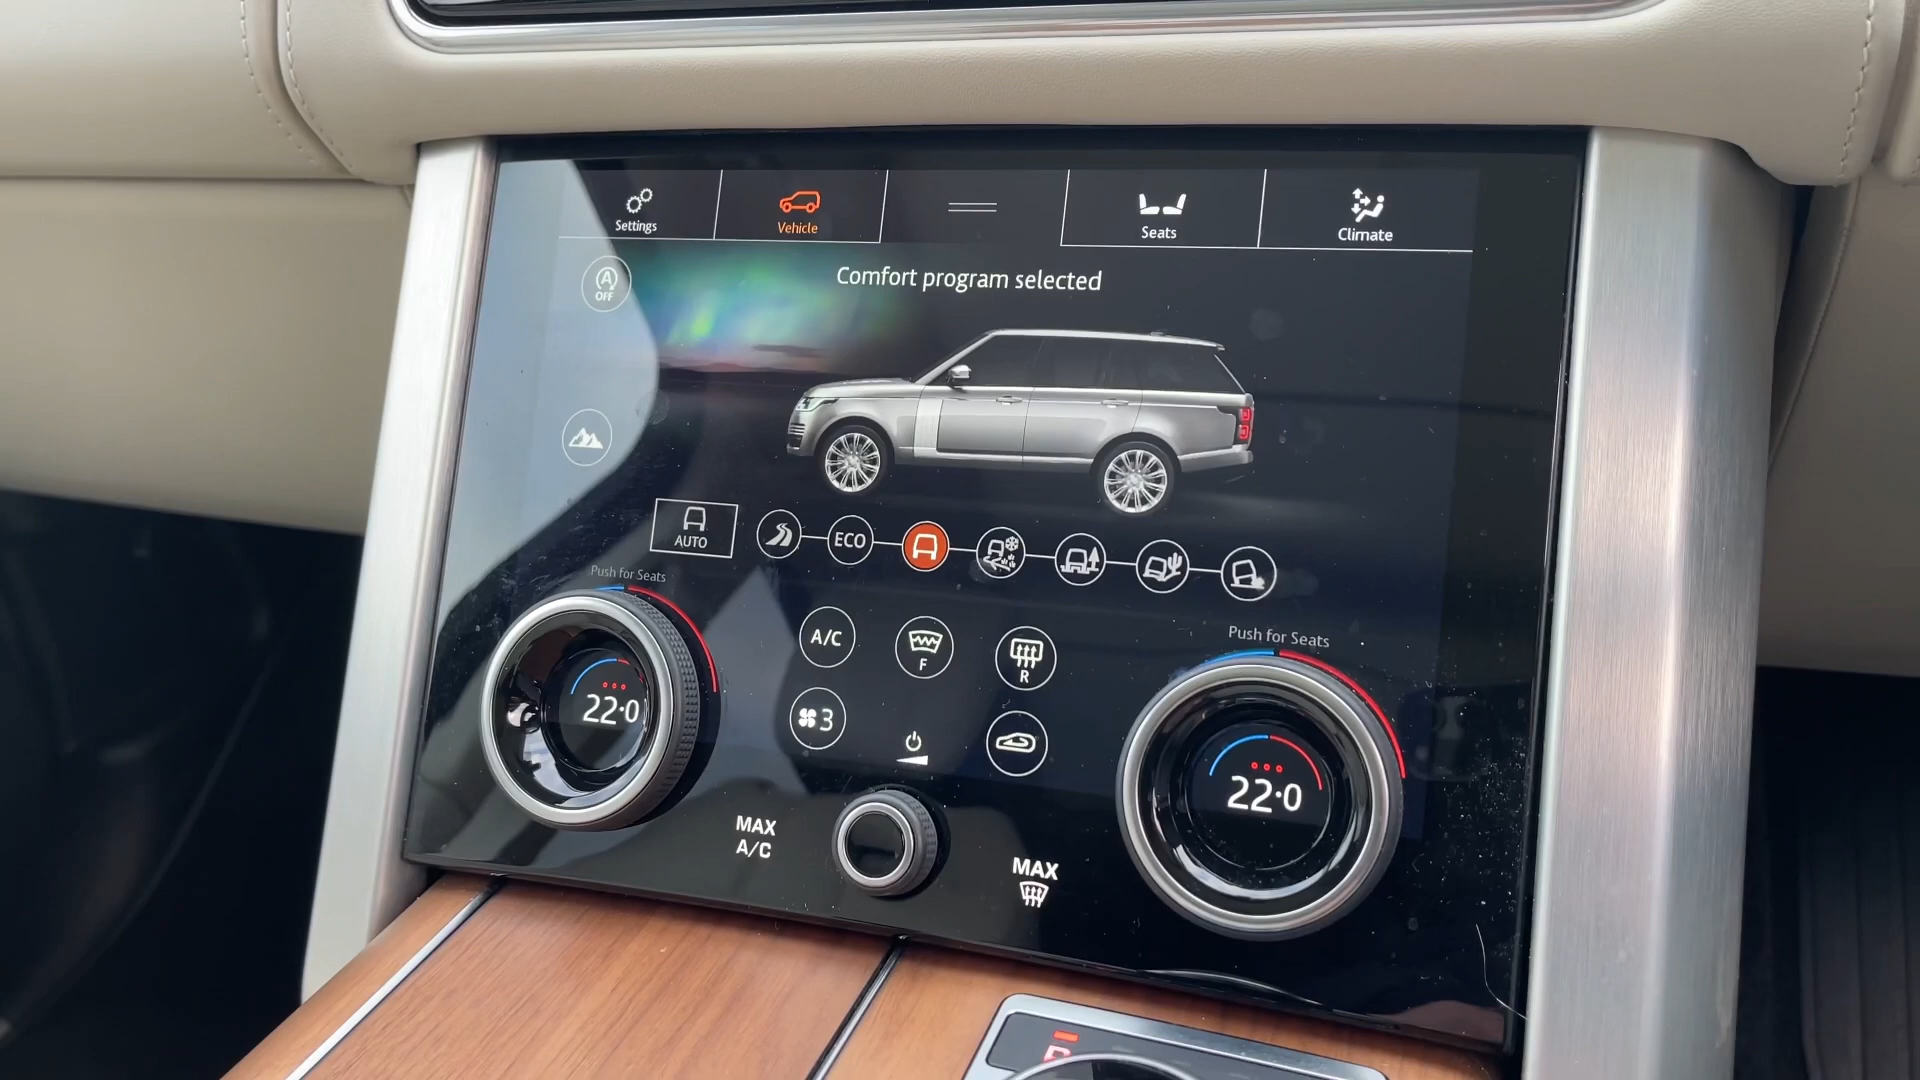 Settings
Vehicle
Seats
Climate
A
OFF
Comfort program selected
AUTO
ECO
Push for Seats
Push for Seats
A/C
F
R
22·0
3
22·0
MAX
A/C
MAX